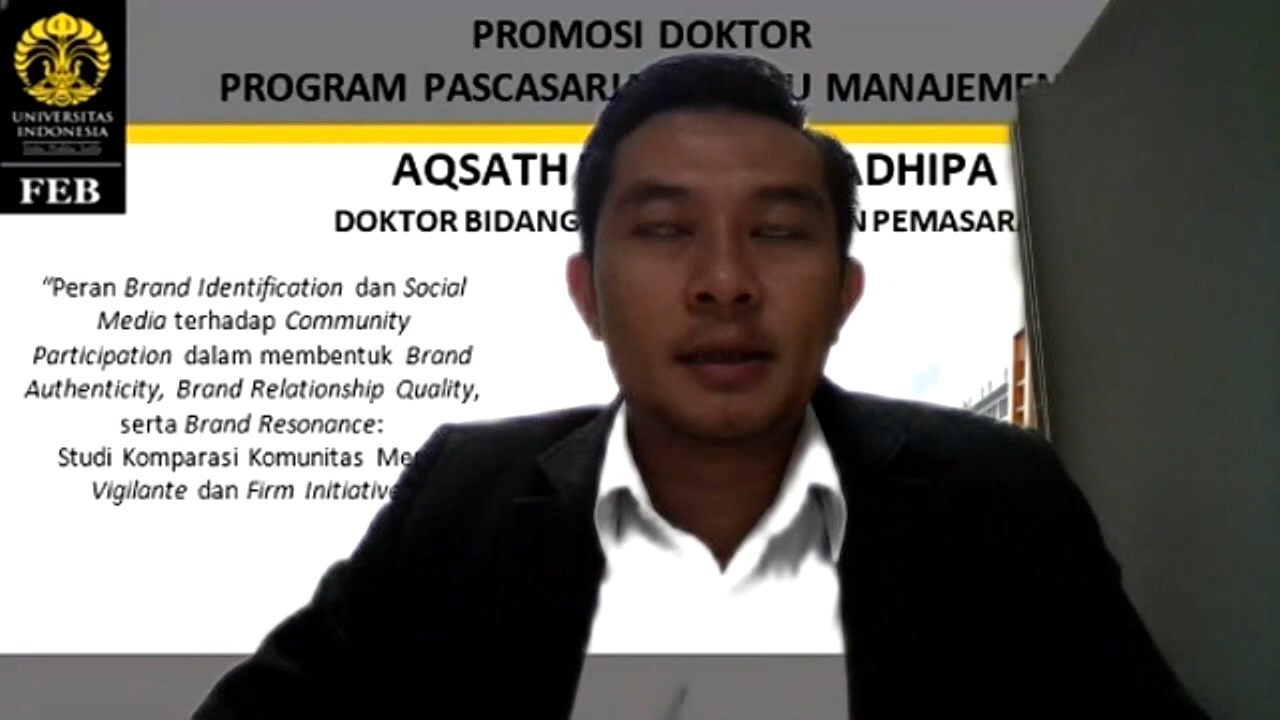 UNIVERSITAS
INDONESIA
FEB
PROMOSI DOKTOR
PROGRAM PASCASARJ U MANAJEMEN
AQSATH ADHIPA
DOKTOR BIDANG N PEMASAR
“Peran Brand Identification dan Social
Media terhadap Community
Participation dalam membentuk Brand
Authenticity, Brand Relationship Quality,
serta Brand Resonance:
Studi Komparasi Komunitas Me
Vigilante dan Firm Initiative